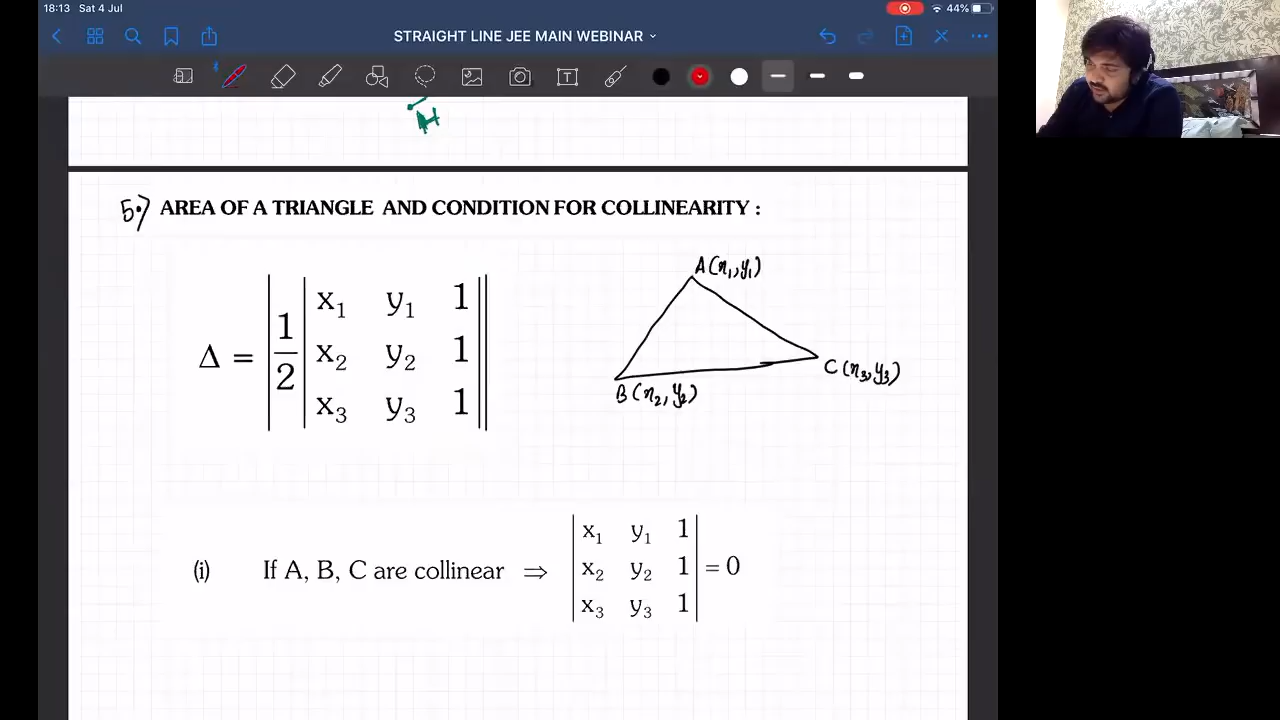 18:13 Sat 4 Jul
44%
STRAIGHT LINE JEE MAIN WEBINAR
T
H
5.) AREA OF A TRIANGLE AND CONDITION FOR COLLINEARITY :
A(x₁,y₁)
Δ = | 1/2 | x₁ y₁ 1 |
x₂ y₂ 1
x₃ y₃ 1 ||
C(x₃,y₃)
B(x₂,y₂)
(i) If A, B, C are collinear ⇒ | x₁ y₁ 1 |
| x₂ y₂ 1 | = 0
| x₃ y₃ 1 |